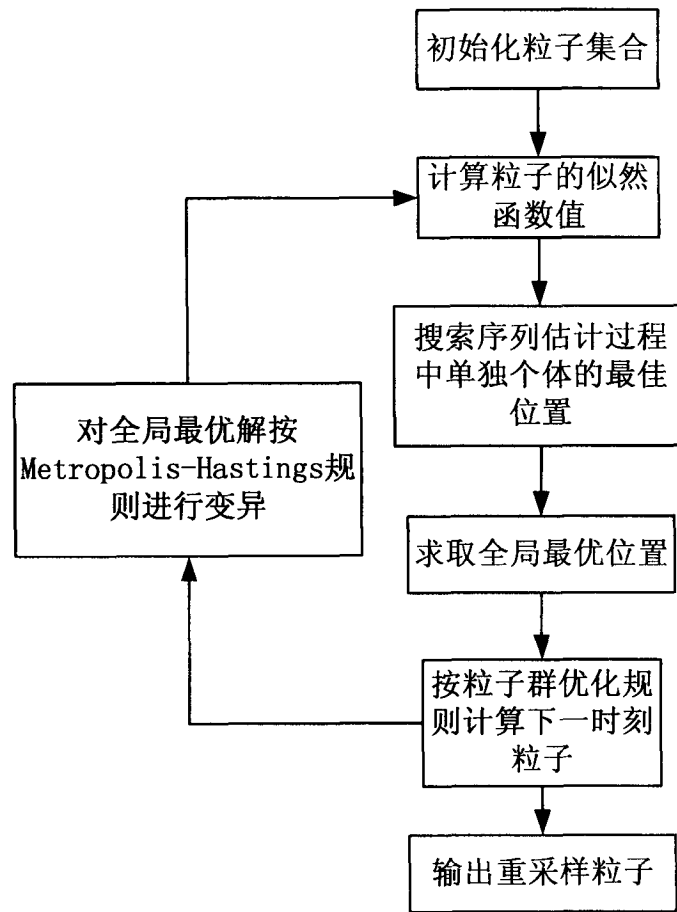 初始化粒子集合
计算粒子的似然
函数值
搜索序列估计过程
中单独个体的最佳
位置
对全局最优解按
Metropolis-Hastings规
则进行变异
求取全局最优位置
按粒子群优化规
则计算下一时刻
粒子
输出重采样粒子